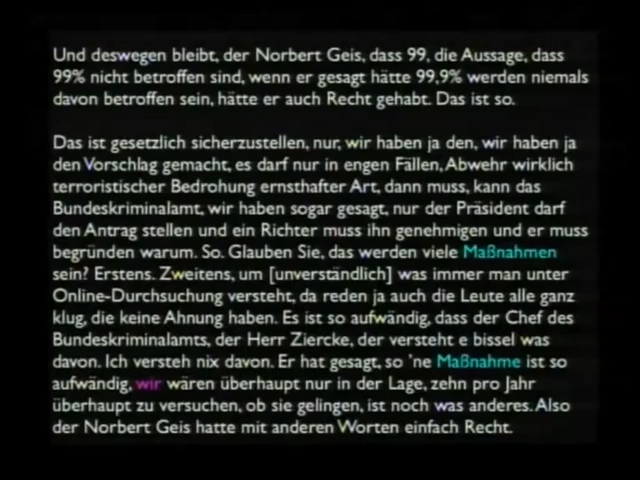 Und deswegen bleibt, der Norbert Geis, dass 99, die Aussage, dass
99% nicht betroffen sind, wenn er gesagt hätte 99,9% werden niemals
davon betroffen sein, hätte er auch Recht gehabt. Das ist so.
Das ist gesetzlich sicherzustellen, nur, wir haben ja den, wir haben ja
den Vorschlag gemacht, es darf nur in engen Fällen, Abwehr wirklich
terroristischer Bedrohung ernsthafter Art, dann muss, kann das
Bundeskriminalamt, wir haben sogar gesagt, nur der Präsident darf
den Antrag stellen und ein Richter muss ihn genehmigen und er muss
begründen warum. So. Glauben Sie, das werden viele Maßnahmen
sein? Erstens. Zweitens, um [unverständlich] was immer man unter
Online-Durchsuchung versteht, da reden ja auch die Leute alle ganz
klug, die keine Ahnung haben. Es ist so aufwändig, dass der Chef des
Bundeskriminalamts, der Herr Ziercke, der versteht e bissel was
davon. Ich versteh nix davon. Er hat gesagt, so 'ne Maßnahme ist so
aufwändig, wir wären überhaupt nur in der Lage, zehn pro Jahr
überhaupt zu versuchen, ob sie gelingen, ist noch was anderes. Also
der Norbert Geis hatte mit anderen Worten einfach Recht.